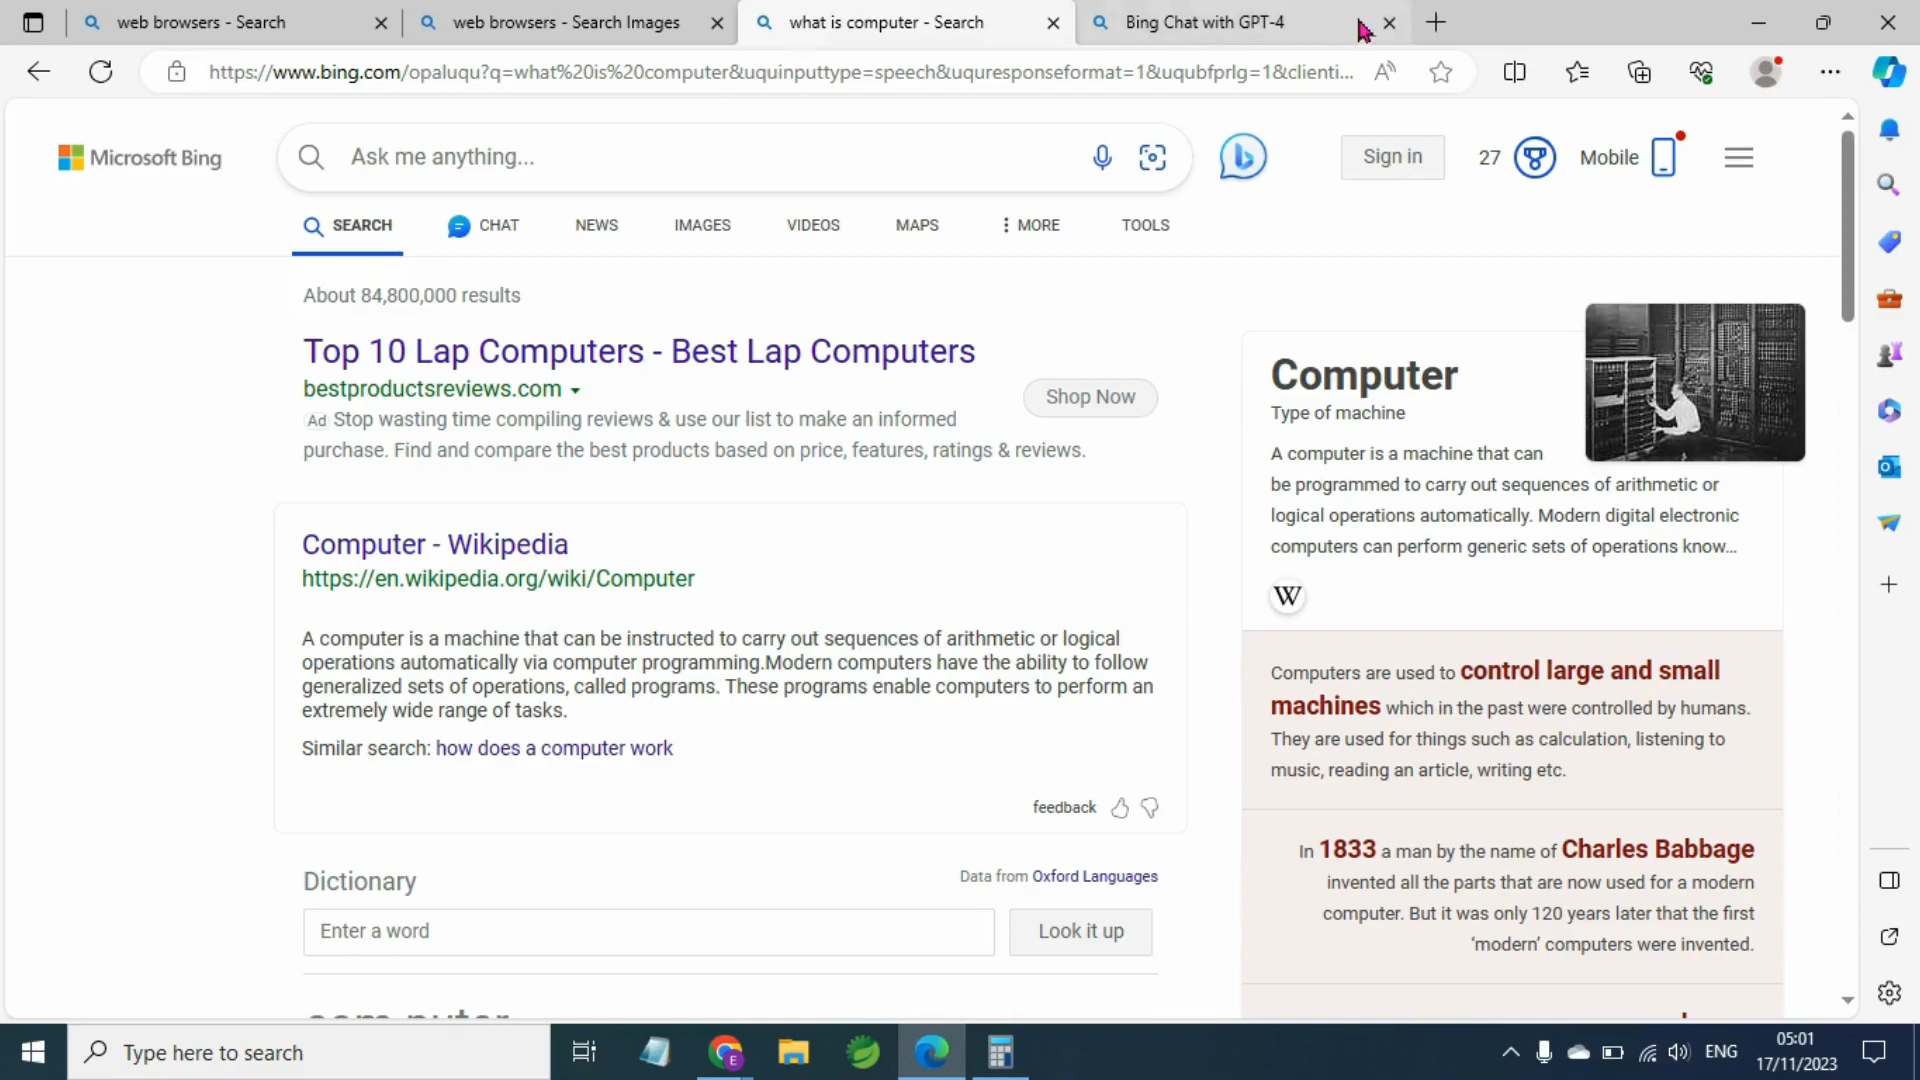 web browsers - Search
web browsers - Search Images
what is computer - Search
Bing Chat with GPT-4
https://www.bing.com/opaluqu?q=what%20is%20computer&uquinputtype=speech&uquresponseformat=1&uqubfprlg=1&clienti...
Microsoft Bing
Ask me anything...
Sign in
27
Mobile
SEARCH
CHAT
NEWS
IMAGES
VIDEOS
MAPS
MORE
TOOLS
About 84,800,000 results
Top 10 Lap Computers - Best Lap Computers
bestproductsreviews.com
Ad Stop wasting time compiling reviews & use our list to make an informed
purchase. Find and compare the best products based on price, features, ratings & reviews.
Shop Now
Computer - Wikipedia
https://en.wikipedia.org/wiki/Computer
A computer is a machine that can be instructed to carry out sequences of arithmetic or logical
operations automatically via computer programming.Modern computers have the ability to follow
generalized sets of operations, called programs. These programs enable computers to perform an
extremely wide range of tasks.
Similar search: how does a computer work
feedback
Dictionary
Data from Oxford Languages
Enter a word
Look it up
Computer
Type of machine
A computer is a machine that can
be programmed to carry out sequences of arithmetic or
logical operations automatically. Modern digital electronic
computers can perform generic sets of operations know...
W
Computers are used to control large and small
machines which in the past were controlled by humans.
They are used for things such as calculation, listening to
music, reading an article, writing etc.
In 1833 a man by the name of Charles Babbage
invented all the parts that are now used for a modern
computer. But it was only 120 years later that the first
'modern' computers were invented.
Type here to search
ENG
05:01
17/11/2023